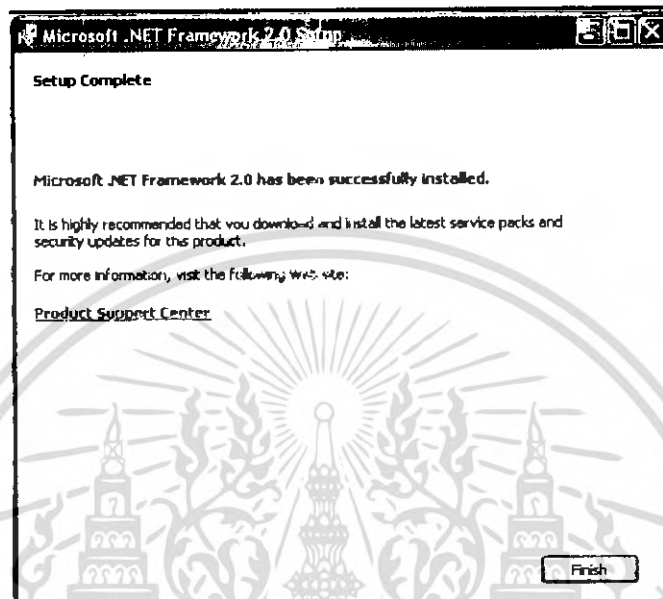 Microsoft .NET Framework 2.0 Setup
Setup Complete
Microsoft .NET Framework 2.0 has been successfully installed.
It is highly recommended that you download and install the latest service packs and
security updates for this product.
For more information, visit the following Web site:
Product Support Center
Finish